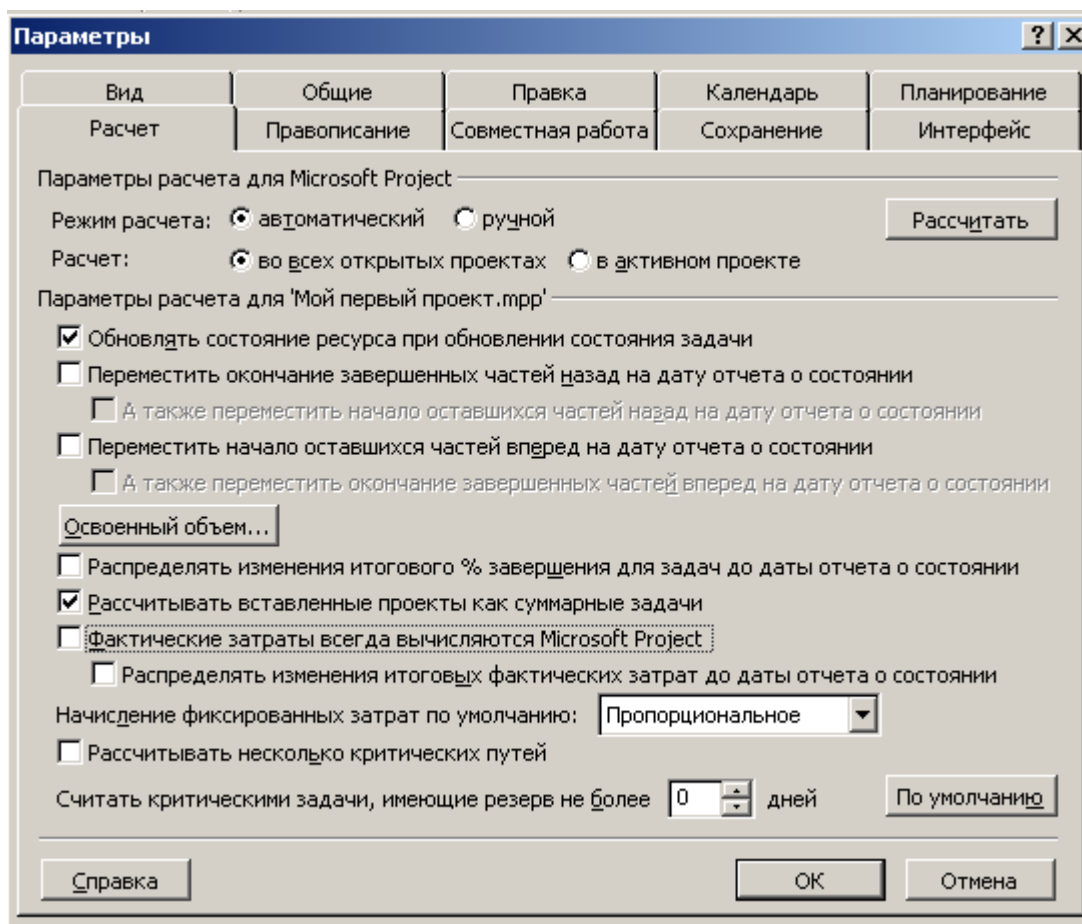 Параметры
Вид Общие Правка Календарь Планирование
Расчет Правописание Совместная работа Сохранение Интерфейс
Параметры расчета для Microsoft Project
Режим расчета: автоматический ручной Рассчитать
Расчет: во всех открытых проектах в активном проекте
Параметры расчета для 'Мой первый проект.mpp'
Обновлять состояние ресурса при обновлении состояния задачи
Переместить окончание завершенных частей назад на дату отчета о состоянии
А также переместить начало оставшихся частей назад на дату отчета о состоянии
Переместить начало оставшихся частей вперед на дату отчета о состоянии
А также переместить окончание завершенных частей вперед на дату отчета о состоянии
Освоенный объем...
Распределять изменения итогового % завершения для задач до даты отчета о состоянии
Рассчитывать вставленные проекты как суммарные задачи
Фактические затраты всегда вычисляются Microsoft Project
Распределять изменения итоговых фактических затрат до даты отчета о состоянии
Начисление фиксированных затрат по умолчанию: Пропорциональное
Рассчитывать несколько критических путей
Считать критическими задачи, имеющие резерв не более 0 дней По умолчанию
Справка ОК Отмена